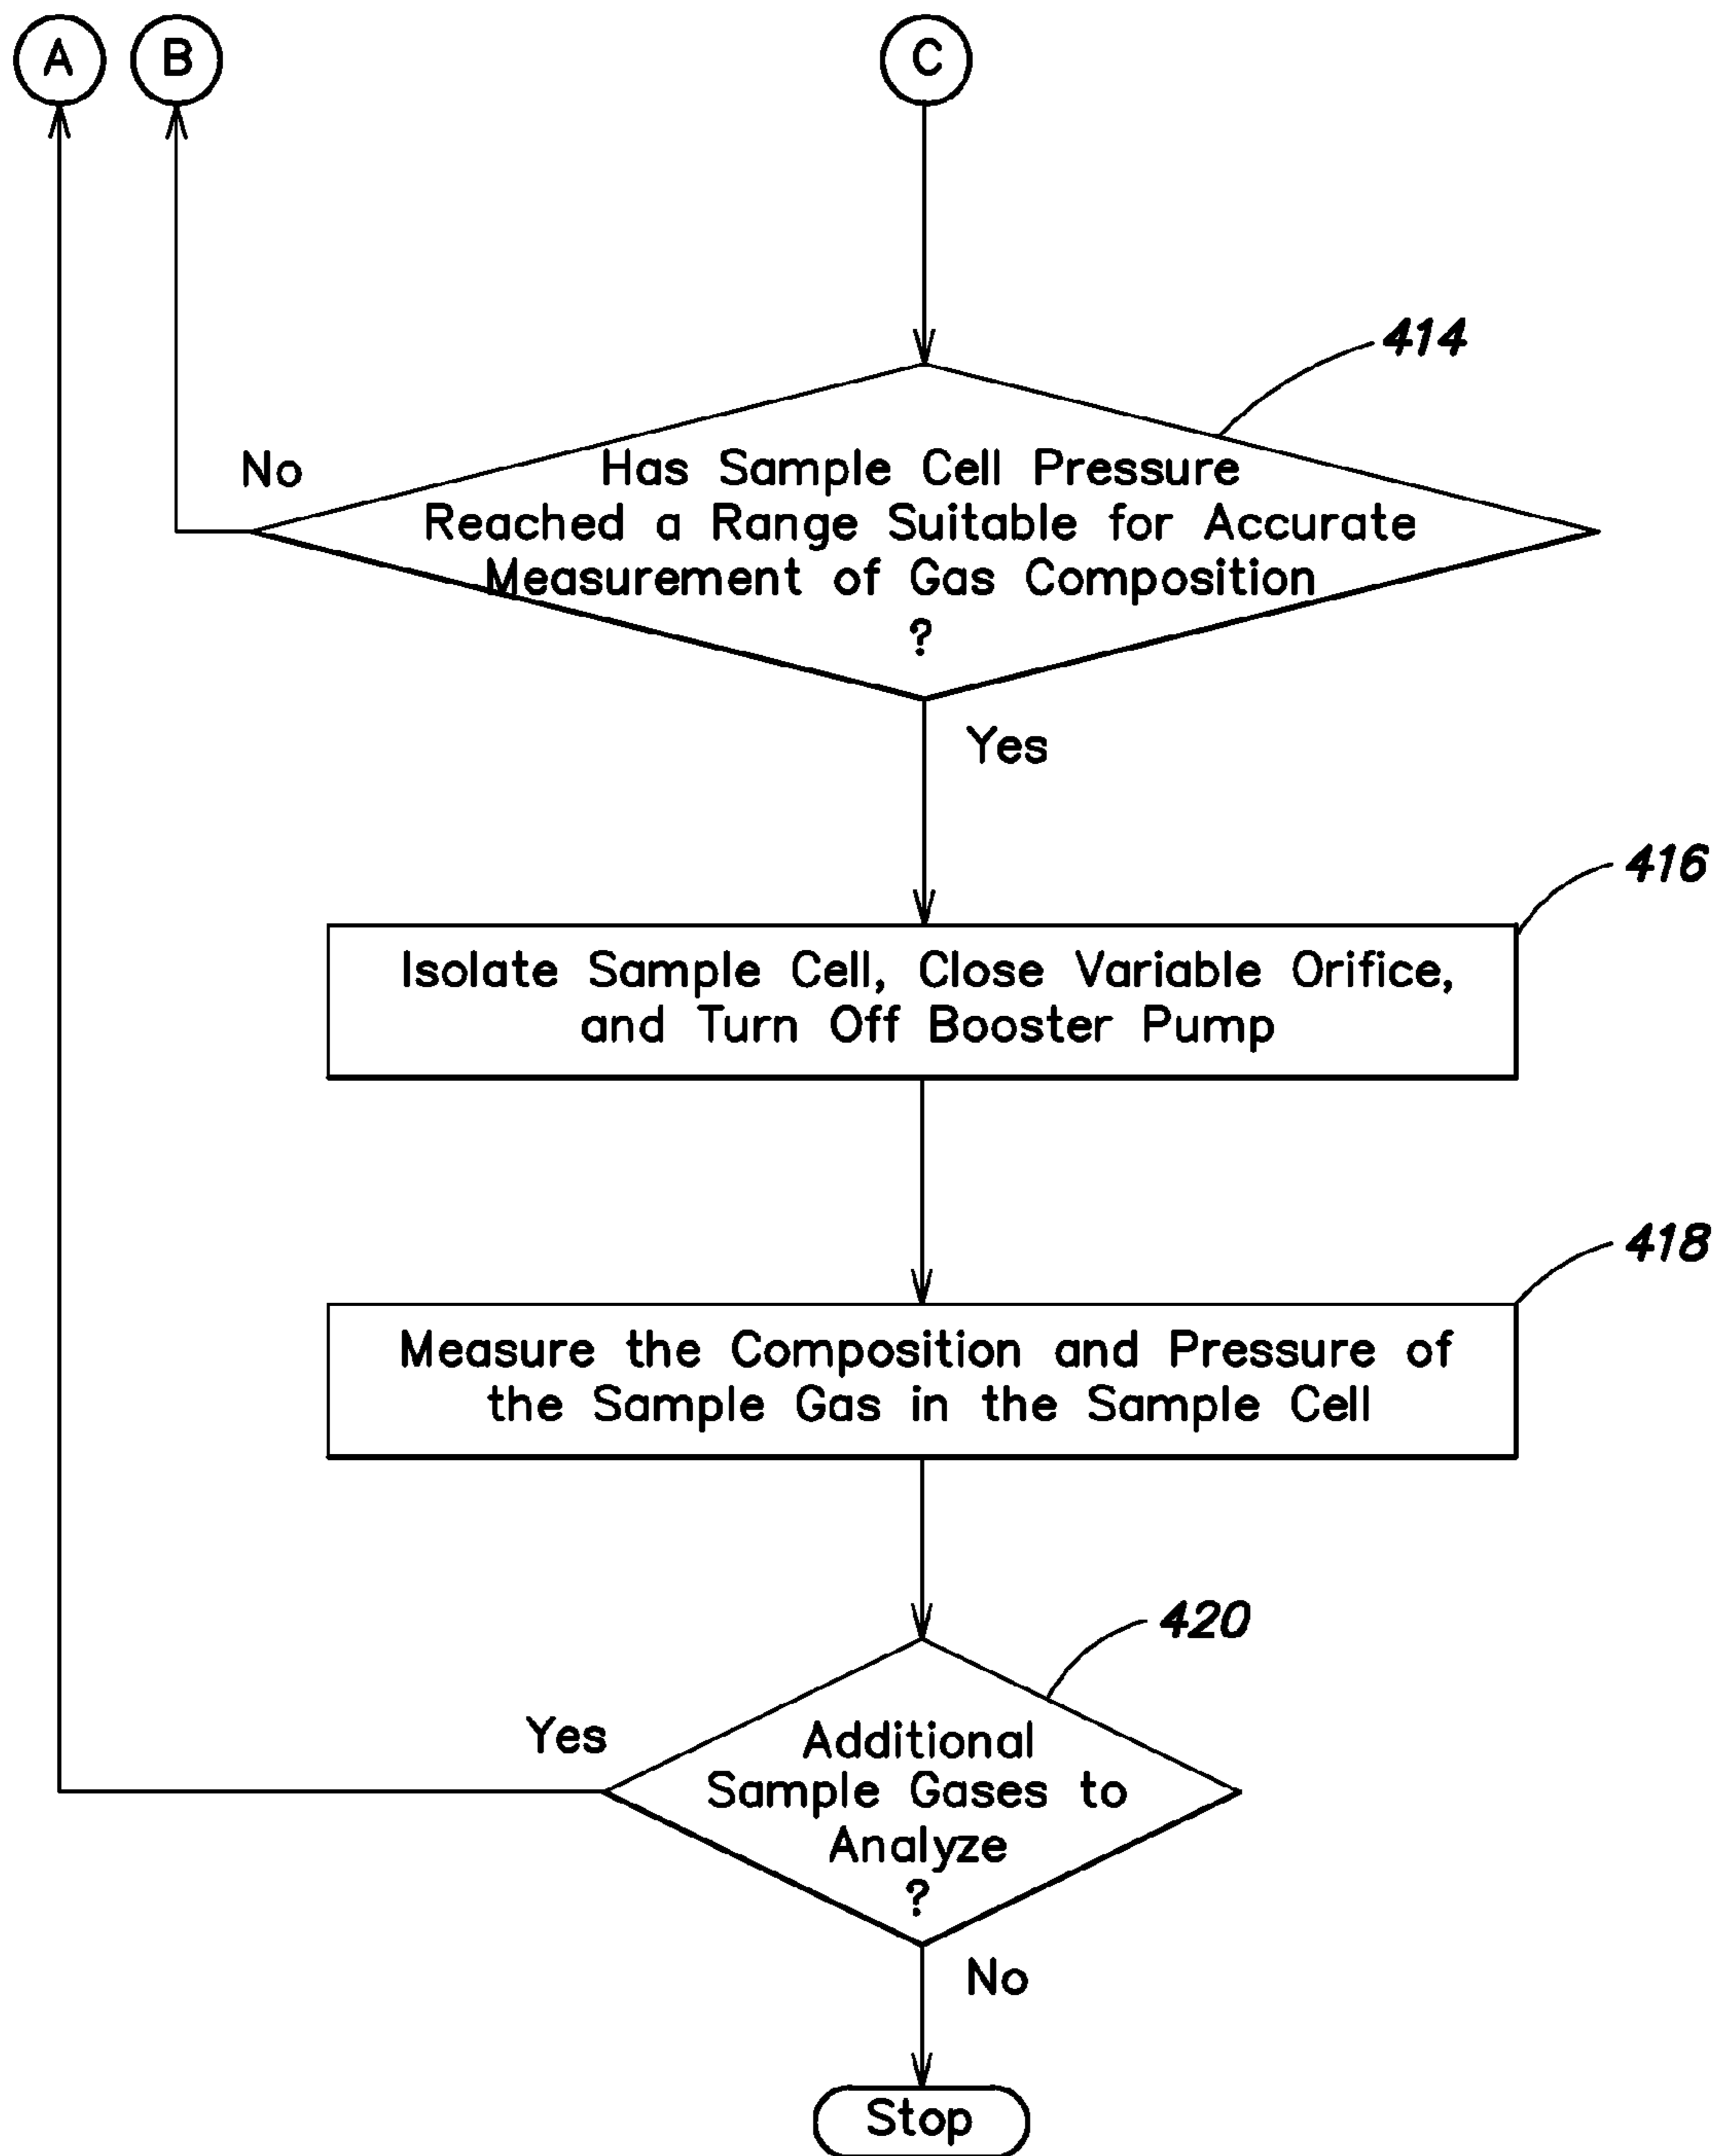 A
B
C
414
No
Has Sample Cell Pressure
Reached a Range Suitable for Accurate
Measurement of Gas Composition
?
Yes
416
Isolate Sample Cell, Close Variable Orifice,
and Turn Off Booster Pump
418
Measure the Composition and Pressure of
the Sample Gas in the Sample Cell
420
Yes
Additional
Sample Gases to
Analyze
?
No
Stop